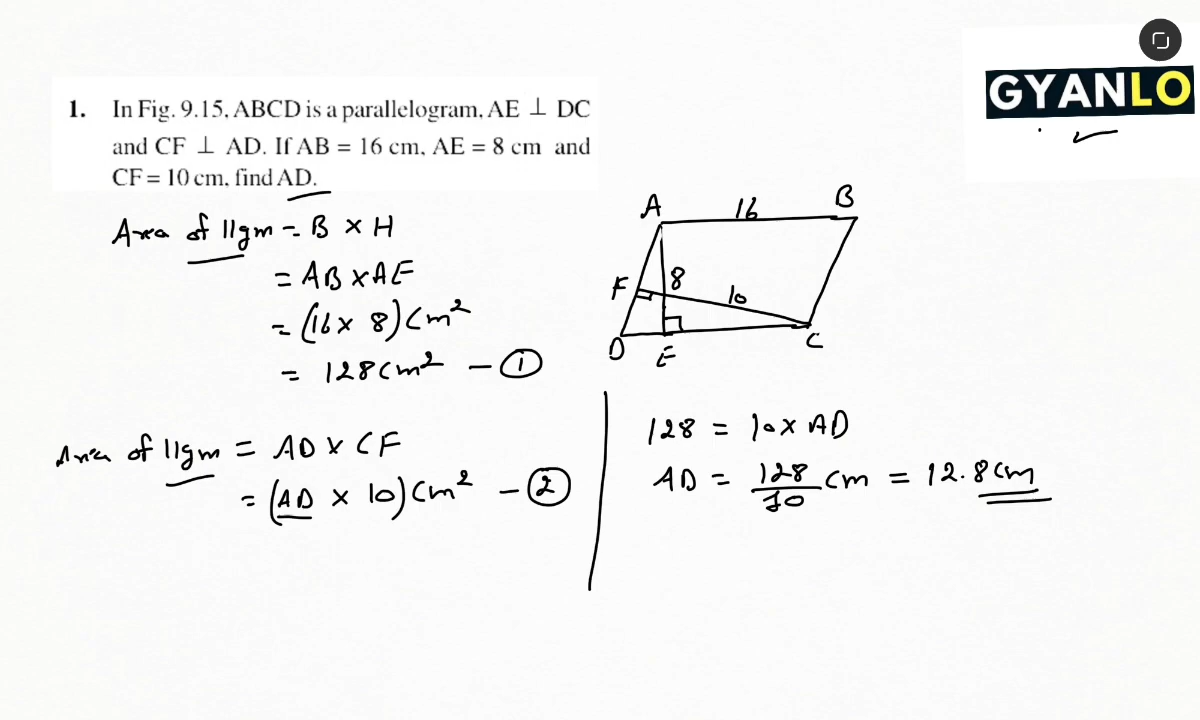 GYANLO
1. In Fig. 9.15, ABCD is a parallelogram, AE ⊥ DC
and CF ⊥ AD. If AB = 16 cm, AE = 8 cm and
CF = 10 cm, find AD.
Area of llgm = B × H
= AB × AE
= (16 × 8) cm²
= 128 cm² - ①
Area of llgm = AD × CF
= (AD × 10) cm² - ②
A 16 B
F 8 10
D E C
128 = 10 × AD
AD = 128/10 cm = 12.8 cm